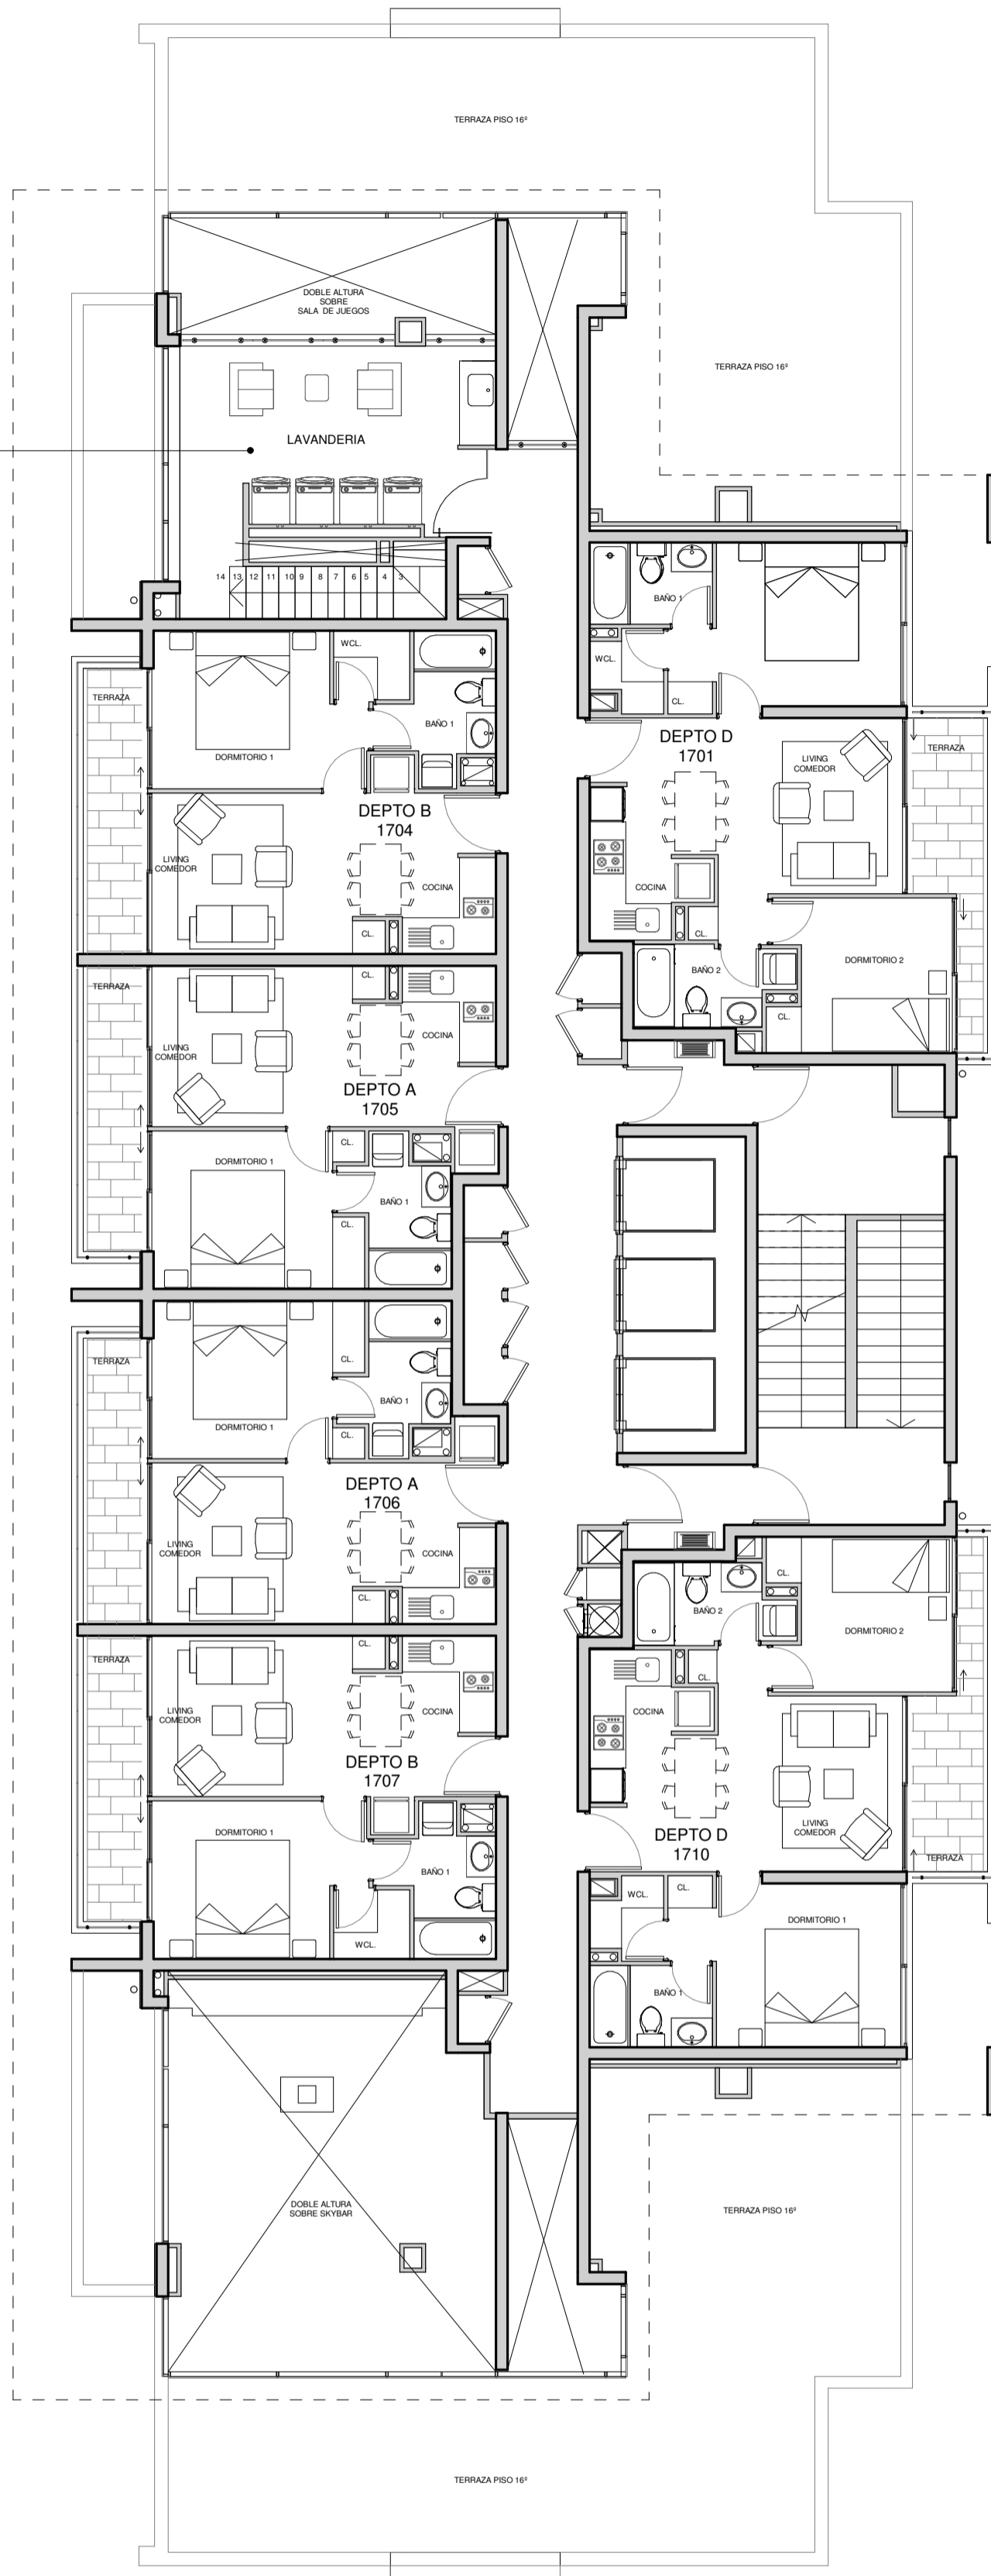 TERRAZA PISO 16º
DOBLE ALTURA
SOBRE
SALA DE JUEGOS
TERRAZA PISO 16º
LAVANDERIA
14 13 12 11 10 9 8 7 6 5 4 3
BAÑO 1
WCL.
CL.
WCL.
BAÑO 1
TERRAZA
DORMITORIO 1
DEPTO D
1701
LIVING
COMEDOR
TERRAZA
DEPTO B
1704
LIVING
COMEDOR
COCINA
CL.
COCINA
CL.
BAÑO 2
DORMITORIO 2
CL.
TERRAZA
CL.
COCINA
LIVING
COMEDOR
DEPTO A
1705
CL.
DORMITORIO 1
BAÑO 1
CL.
CL.
TERRAZA
BAÑO 1
DORMITORIO 1
CL.
DEPTO A
1706
LIVING
COMEDOR
COCINA
CL.
CL.
BAÑO 2
DORMITORIO 2
TERRAZA
CL.
COCINA
LIVING
COMEDOR
DEPTO B
1707
CL.
COCINA
LIVING
COMEDOR
DEPTO D
1710
TERRAZA
DORMITORIO 1
BAÑO 1
WCL.
WCL.
CL.
DORMITORIO 1
BAÑO 1
DOBLE ALTURA
SOBRE SKYBAR
TERRAZA PISO 16º
TERRAZA PISO 16º